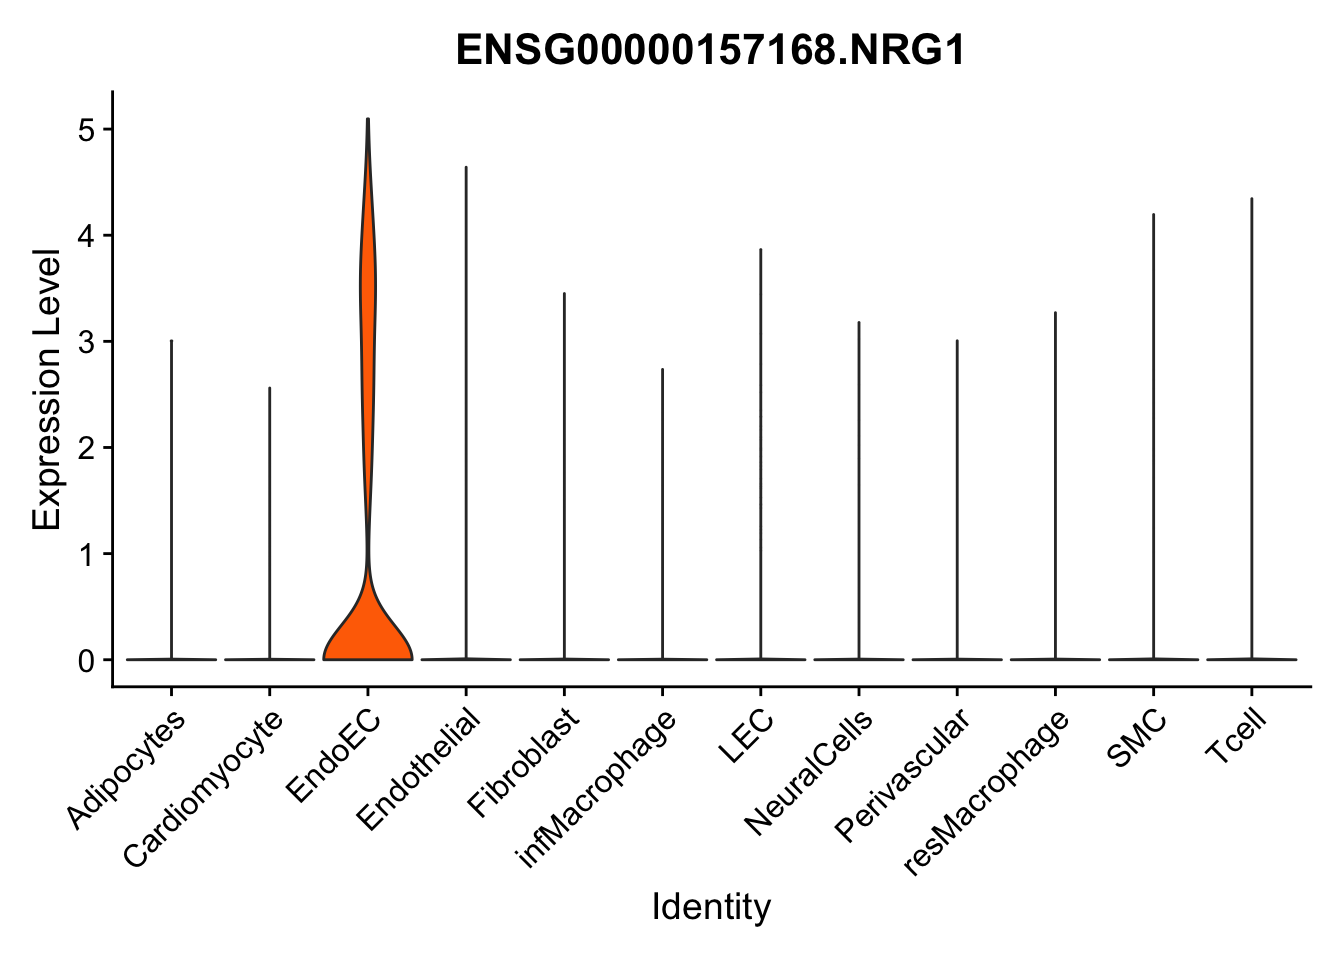 ENSG00000157168.NRG1
Expression Level
5
4
3
2
1
0
Adipocytes
Cardiomyocyte
EndoEC
Endothelial
Fibroblast
infMacrophage
LEC
NeuralCells
Perivascular
resMacrophage
SMC
Tcell
Identity